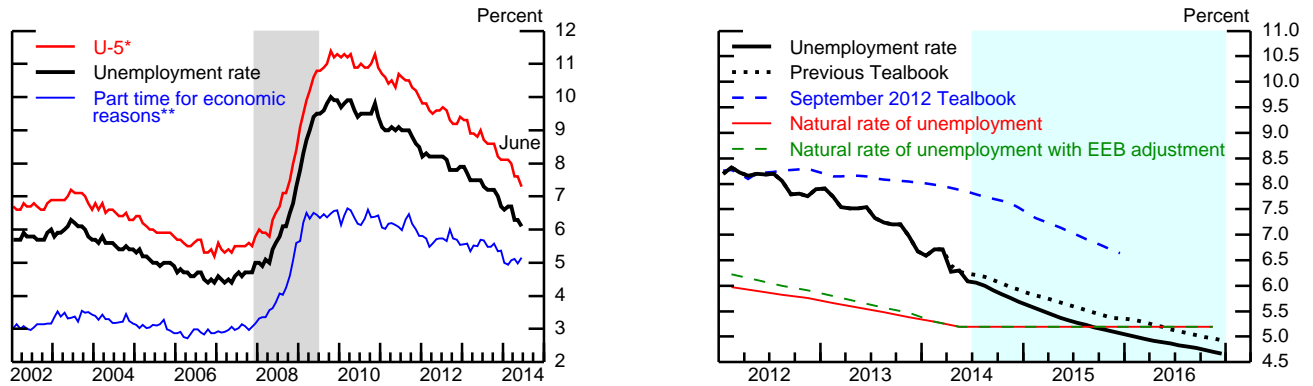 Percent
U-5*
Unemployment rate
Part time for economic
reasons**
June
12
11
10
9
8
7
6
5
4
3
2
2002 2004 2006 2008 2010 2012 2014
Percent
Unemployment rate
Previous Tealbook
September 2012 Tealbook
Natural rate of unemployment
Natural rate of unemployment with EEB adjustment
11.0
10.5
10.0
9.5
9.0
8.5
8.0
7.5
7.0
6.5
6.0
5.5
5.0
4.5
2012 2013 2014 2015 2016